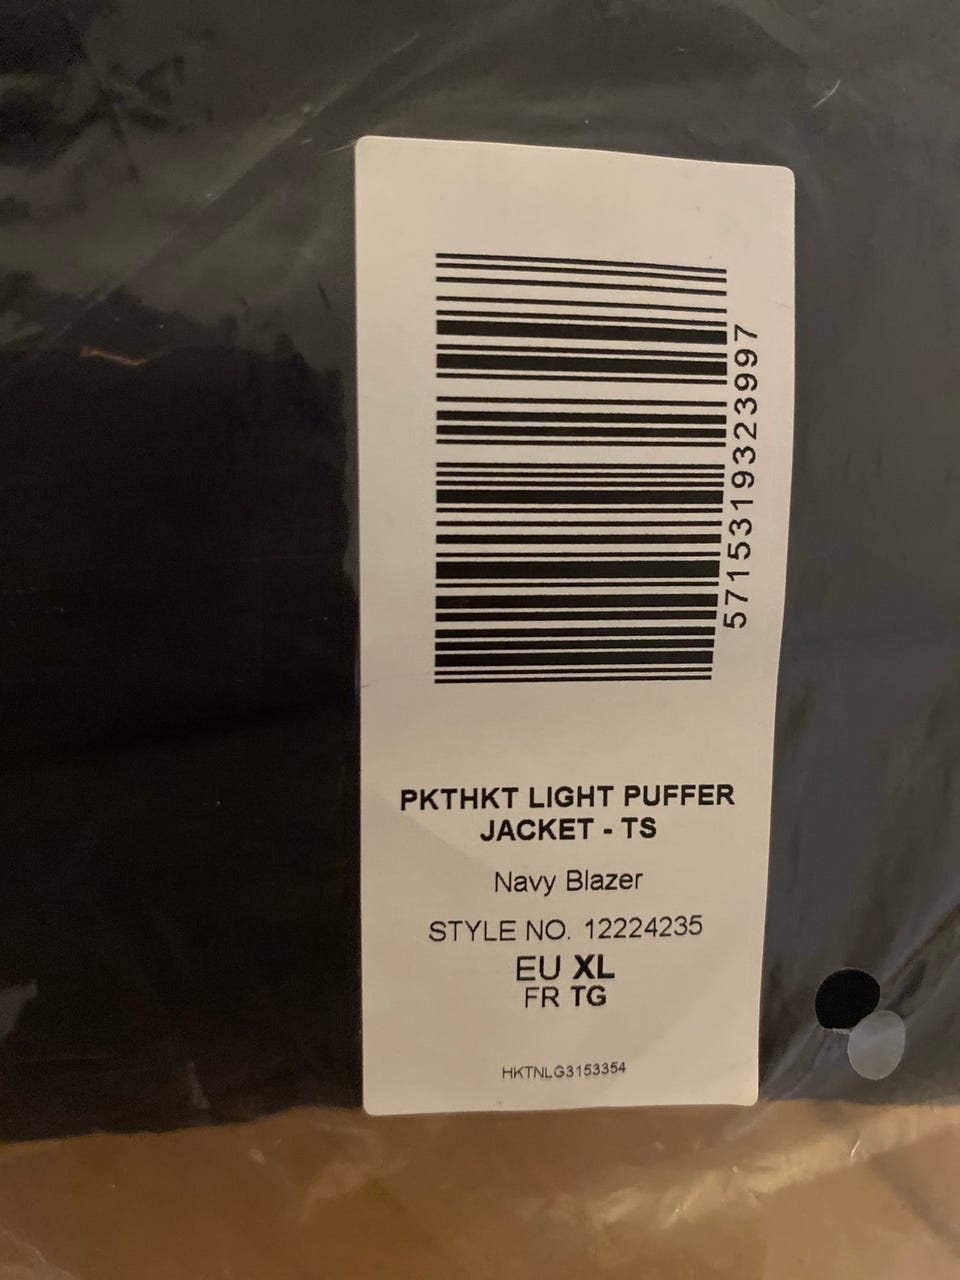 5715319323997
PKTHKT LIGHT PUFFER
JACKET - TS
Navy Blazer
STYLE NO. 12224235
EU XL
FR TG
HKTNLG3153354